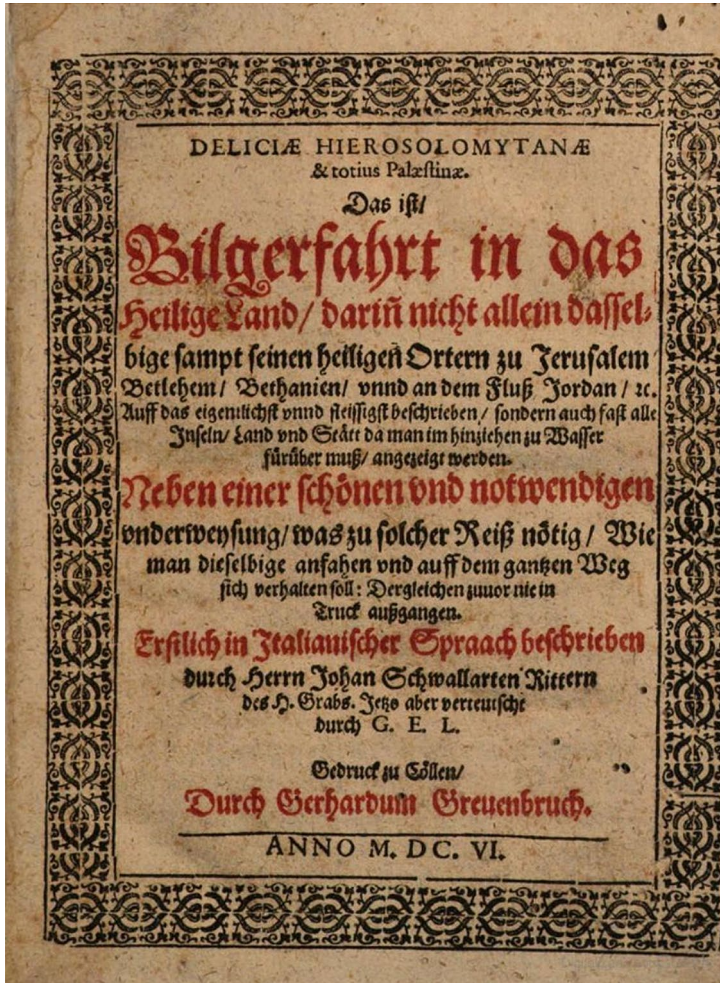 DELICIÆ HIEROSOLOMYTANÆ
& totius Palæstinæ.
Das ist/
Bilgerfahrt in das
Heilige Land/ dariñ nicht allein dassel-
bige sampt seinen heiligen Ortern zu Jerusalem
Betlehem/ Bethanien/ vnnd an dem Fluß Jordan/ ꝛc.
Auff das eigentlichst vnnd fleissigst beschrieben/ sondern auch fast alle
Inseln/ Land vnd Stätt da man im hinziehen zu Wasser
fürüber muß/ angezeigt werden.
Neben einer schönen vnd notwendigen
vnderweysung/ was zu solcher Reiß nötig/ Wie
man dieselbige anfahen vnd auff dem gantzen Weg
sich verhalten soll: Dergleichen zuuor nie in
Truck außgangen.
Erstlich in Italianischer Spraach beschrieben
durch Herrn Johan Schwallarten Rittern
des H. Grabs. Jetzo aber verteutscht
durch G. E. L.
Gedruckt zu Cöllen/
Durch Gerhardum Greuenbruch.
ANNO M. DC. VI.